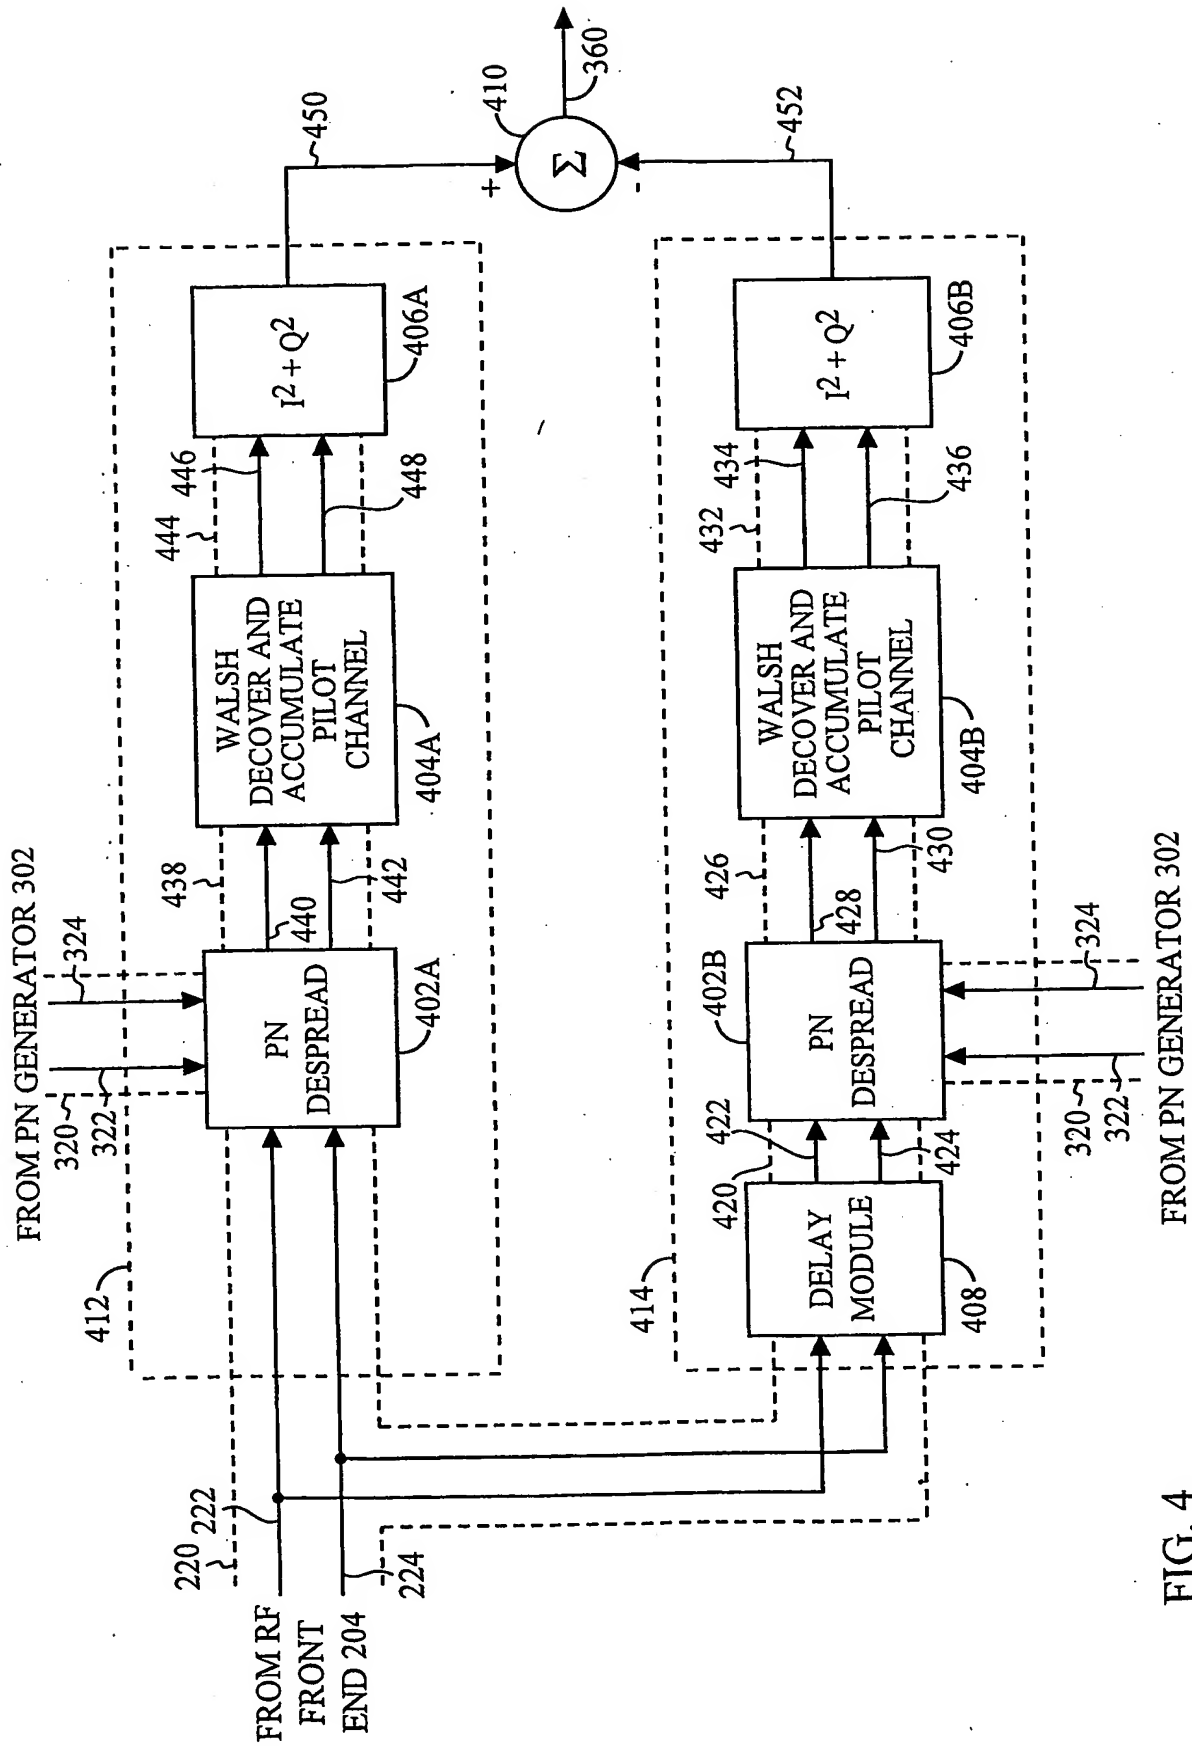 FROM PN GENERATOR 302
320
322
324
412
220
222
FROM RF
FRONT
END 204
224
PN
DESPREAD
402A
438
440
442
WALSH
DECOVER AND
ACCUMULATE
PILOT
CHANNEL
404A
444
446
448
I² + Q²
406A
450
+
410
Σ
360
-
452
414
DELAY
MODULE
408
420
422
424
PN
DESPREAD
402B
426
428
430
WALSH
DECOVER AND
ACCUMULATE
PILOT
CHANNEL
404B
432
434
436
I² + Q²
406B
320
322
324
FROM PN GENERATOR 302
FIG. 4